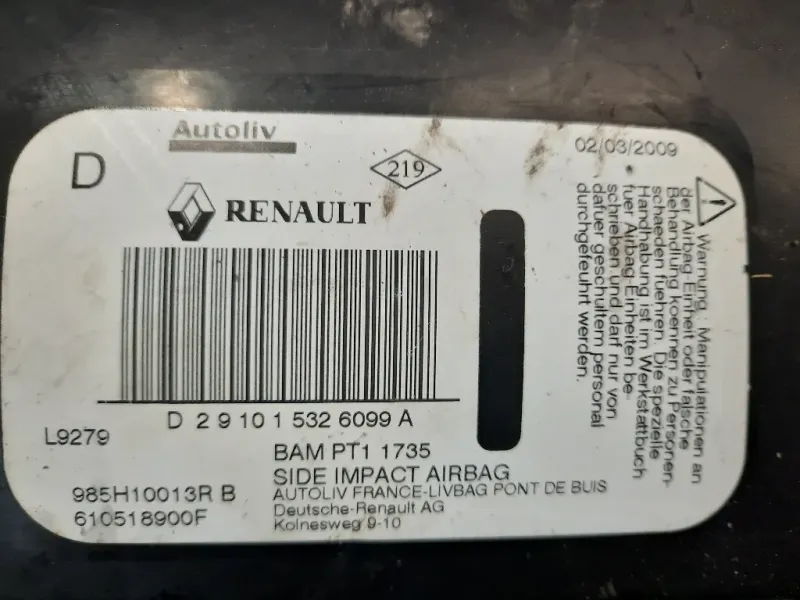 Autoliv
D
219
02/03/2009
RENAULT
D 2 9 10 1 532 6099 A
L9279
BAM PT1 1735
SIDE IMPACT AIRBAG
985H10013R B
AUTOLIV FRANCE-LIVBAG PONT DE BUIS
610518900F
Deutsche-Renault AG
Kolnesweg 9-10
Warnung : Manipulationen an
der Airbag-Einheit oder falsche
Behandlung koennen zu Personen-
schaeden fuehren. Die spezielle
Handhabung ist im Werkstattbuch
fuer Airbag-Einheiten be-
schrieben und darf nur von
dafuer geschultem personal
durchgefuehrt werden.